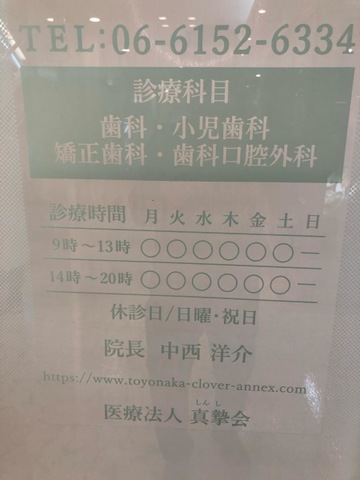 TEL:06-6152-6334
診療科目
歯科・小児歯科
矯正歯科・歯科口腔外科
診療時間 月 火 水 木 金 土 日
9時～13時 〇〇〇〇〇〇―
14時～20時 〇〇〇〇〇〇―
休診日/日曜・祝日
院長 中西 洋介
https://www.toyonaka-clover-annex.com
しんし
医療法人 真摯会